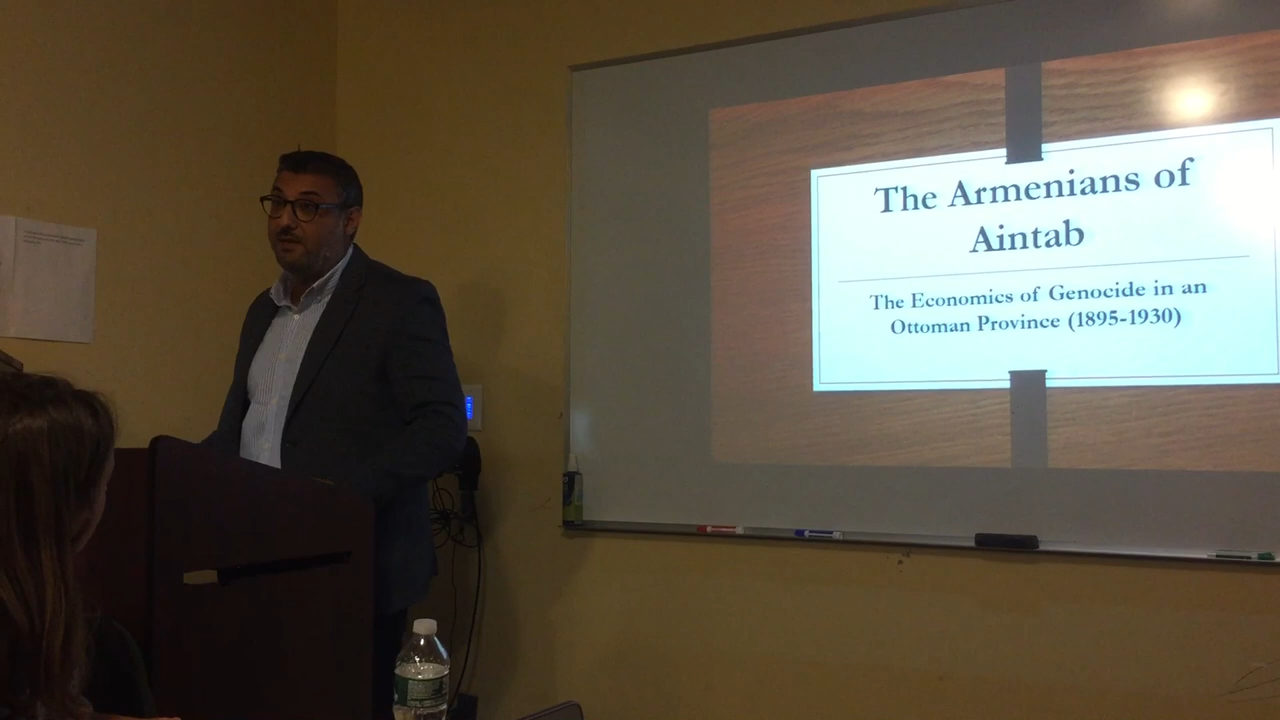 The Armenians of
Aintab
The Economics of Genocide in an
Ottoman Province (1895-1930)